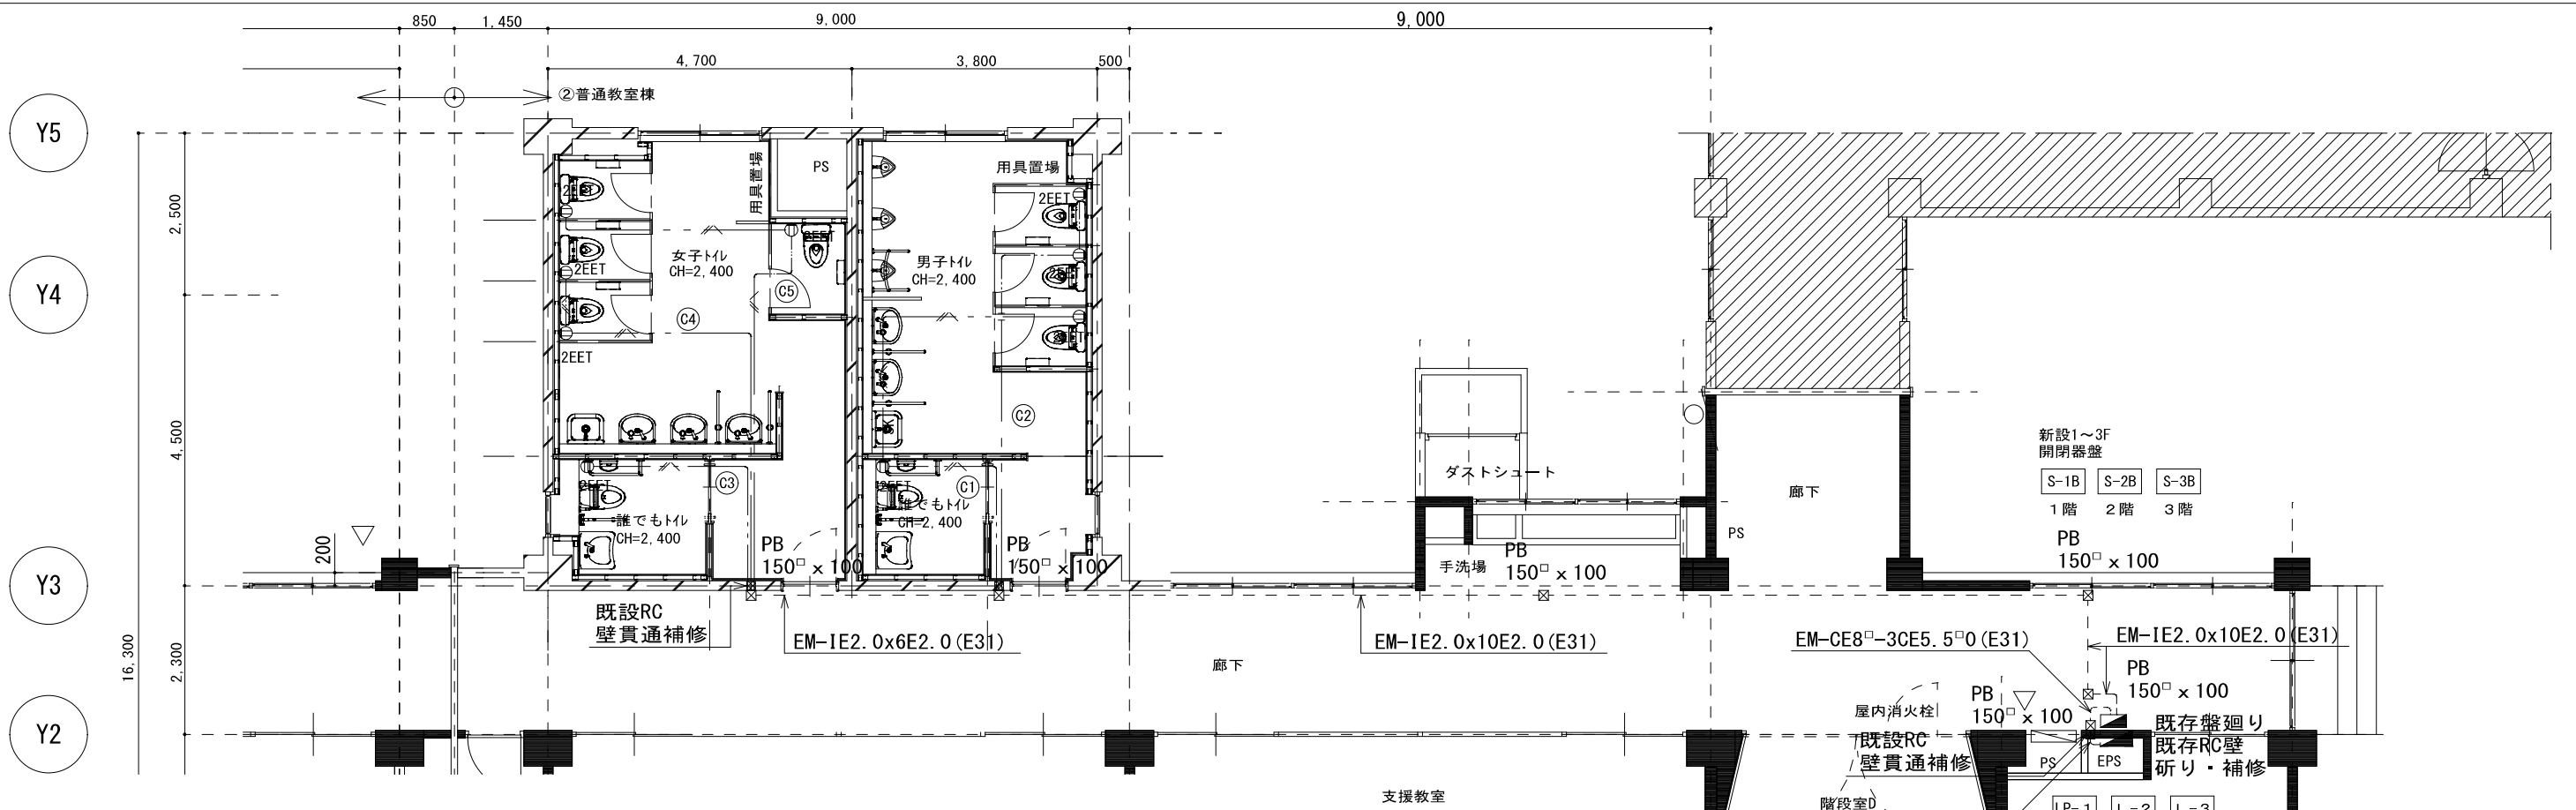 850
1,450
9,000
9,000
4,700
3,800
500
②普通教室棟
Y5
Y4
Y3
Y2
2,500
4,500
2,300
16,300
200
用具置場
PS
用具置場
2EET
2EET
2EET
2EET
2EET
2EET
女子トイレ
CH=2,400
男子トイレ
CH=2,400
C5
C4
C2
SK
C3
C1
2EET
2EET
誰でもトイレ
CH=2,400
誰でもトイレ
CH=2,400
PB
150□ x 100
PB
150□ x 100
既設RC
壁貫通補修
EM-IE2.0x6E2.0(E31)
EM-IE2.0x10E2.0(E31)
ダストシュート
手洗場
PB
150□ x 100
PS
廊下
新設1～3F
開閉器盤
S-1B
S-2B
S-3B
1階
2階
3階
PB
150□ x 100
廊下
EM-CE8□-3CE5.5□0(E31)
EM-IE2.0x10E2.0(E31)
PB
150□ x 100
PB
150□ x 100
屋内消火栓
既設RC
壁貫通補修
既存盤廻り
既存RC壁
斫り・補修
PS
EPS
支援教室
階段室D
LP-1
L-2
L-3